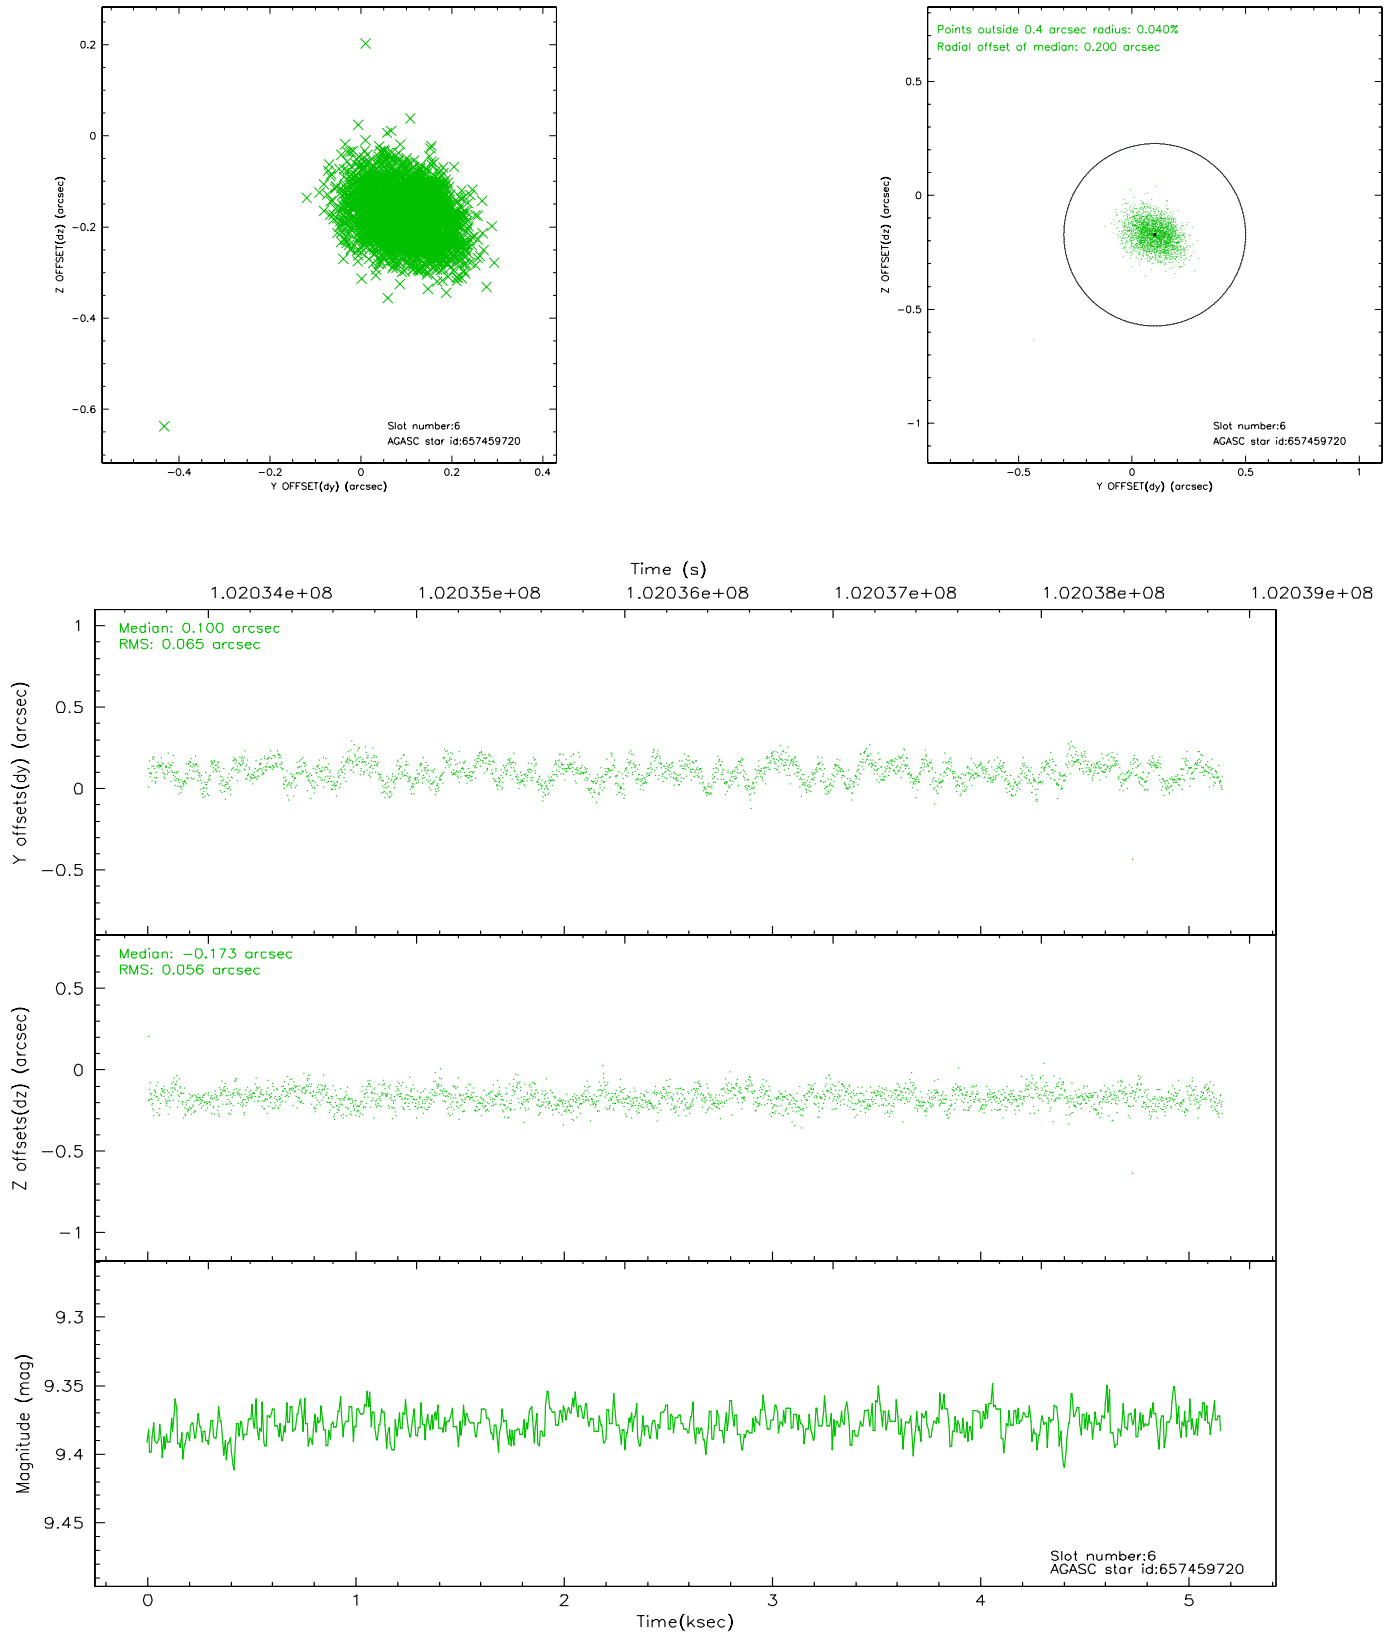 0.2
0
−0.2
−0.4
−0.6
Z OFFSET(dz) (arcsec)
Slot number:6
AGASC star id:657459720
−0.4 −0.2 0 0.2 0.4
Y OFFSET(dy) (arcsec)
Points outside 0.4 arcsec radius: 0.040%
Radial offset of median: 0.200 arcsec
0.5
0
−0.5
−1
Z OFFSET(dz) (arcsec)
Slot number:6
AGASC star id:657459720
−0.5 0 0.5 1
Y OFFSET(dy) (arcsec)
Time (s)
1.02034e+08 1.02035e+08 1.02036e+08 1.02037e+08 1.02038e+08 1.02039e+08
Median: 0.100 arcsec
RMS: 0.065 arcsec
1
0.5
0
−0.5
Y offsets(dy) (arcsec)
Median: −0.173 arcsec
RMS: 0.056 arcsec
0.5
0
−0.5
−1
Z offsets(dz) (arcsec)
9.3
9.35
9.4
9.45
Magnitude (mag)
Slot number:6
AGASC star id:657459720
0 1 2 3 4 5
Time(ksec)